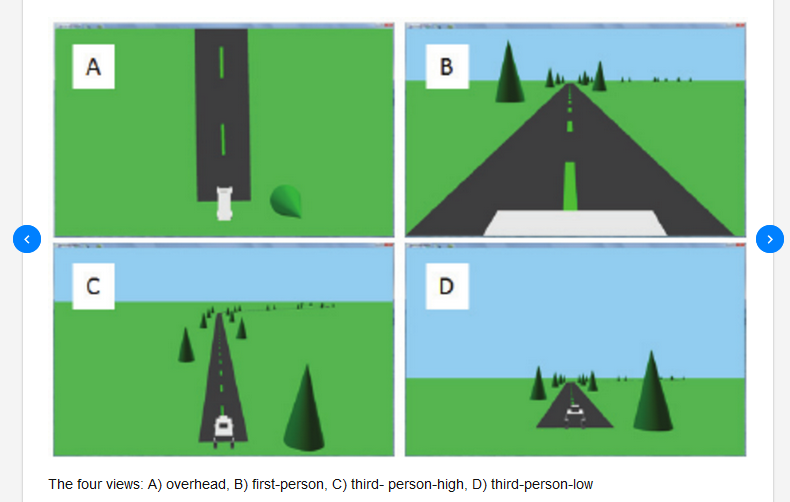 A
B
C
D
The four views: A) overhead, B) first-person, C) third- person-high, D) third-person-low